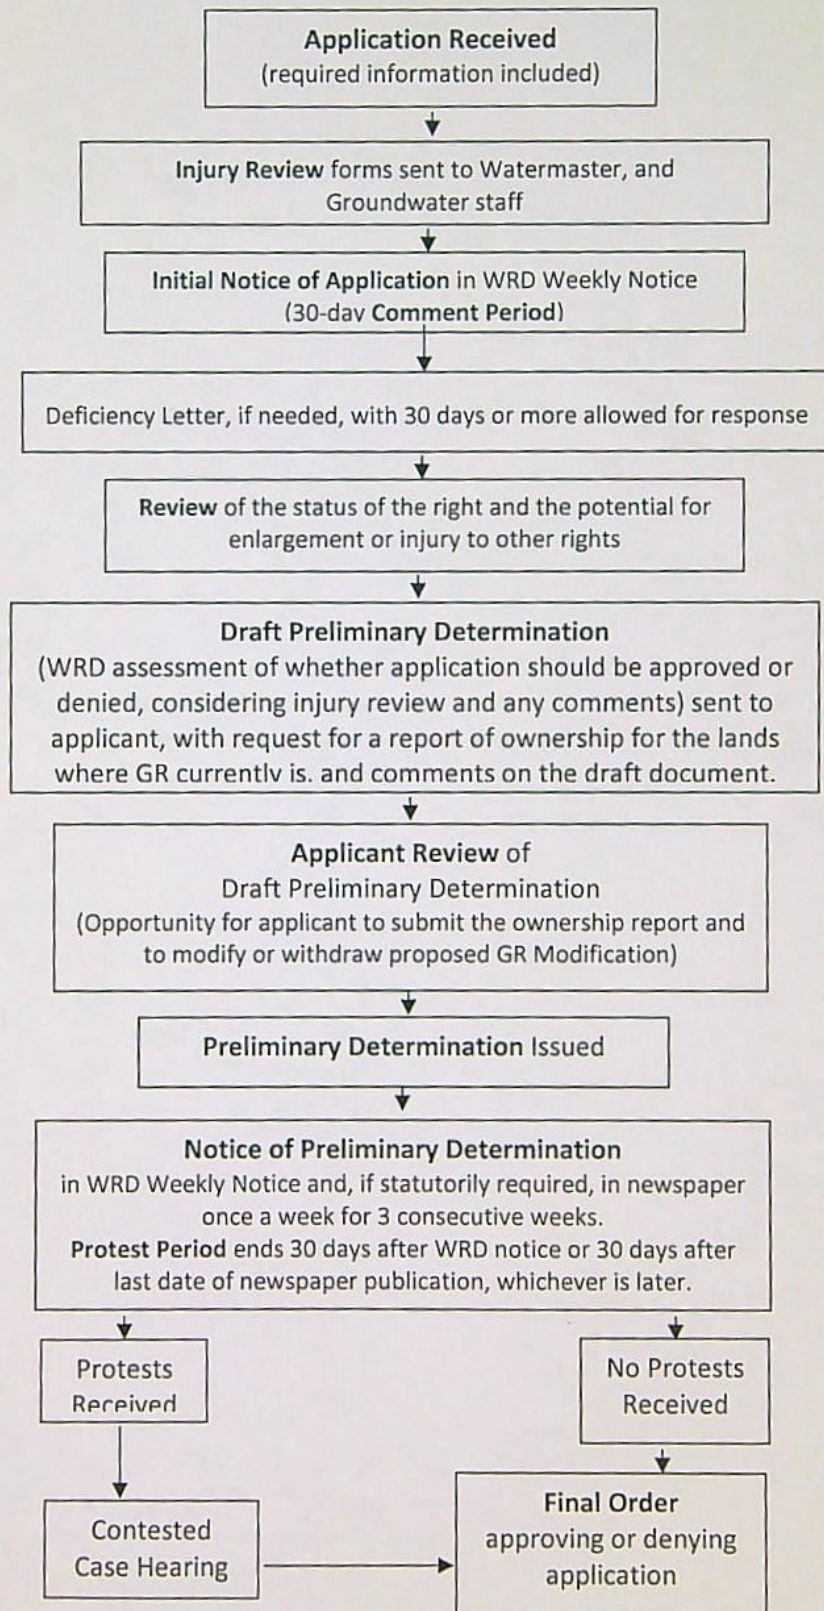 Application Received
(required information included)
Injury Review forms sent to Watermaster, and
Groundwater staff
Initial Notice of Application in WRD Weekly Notice
(30-day Comment Period)
Deficiency Letter, if needed, with 30 days or more allowed for response
Review of the status of the right and the potential for
enlargement or injury to other rights
Draft Preliminary Determination
(WRD assessment of whether application should be approved or
denied, considering injury review and any comments) sent to
applicant, with request for a report of ownership for the lands
where GR currently is. and comments on the draft document.
Applicant Review of
Draft Preliminary Determination
(Opportunity for applicant to submit the ownership report and
to modify or withdraw proposed GR Modification)
Preliminary Determination Issued
Notice of Preliminary Determination
in WRD Weekly Notice and, if statutorily required, in newspaper
once a week for 3 consecutive weeks.
Protest Period ends 30 days after WRD notice or 30 days after
last date of newspaper publication, whichever is later.
Protests
Received
No Protests
Received
Contested
Case Hearing
Final Order
approving or denying
application